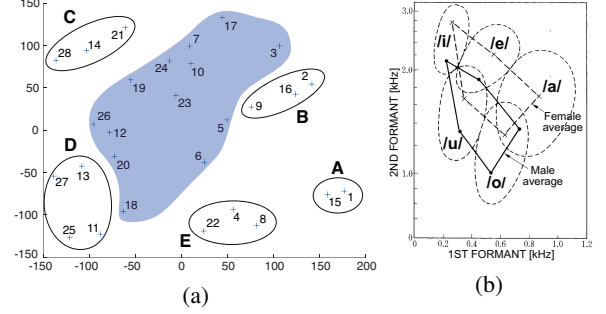 C
150
100
50
0
-50
-100
-150
-150
-100
-50
0
50
100
150
200
21
14
28
17
7
3
24
10
19
23
2
16
9
B
26
12
5
20
6
18
D
13
27
25
11
A
15
1
E
22
4
8
(a)
3.0
2.0
1.0
0
0.2
0.4
0.6
0.8
1.0
1.2
2ND FORMANT [kHz]
1ST FORMANT [kHz]
/i/
/e/
/a/
/u/
/o/
Female
average
Male
average
(b)